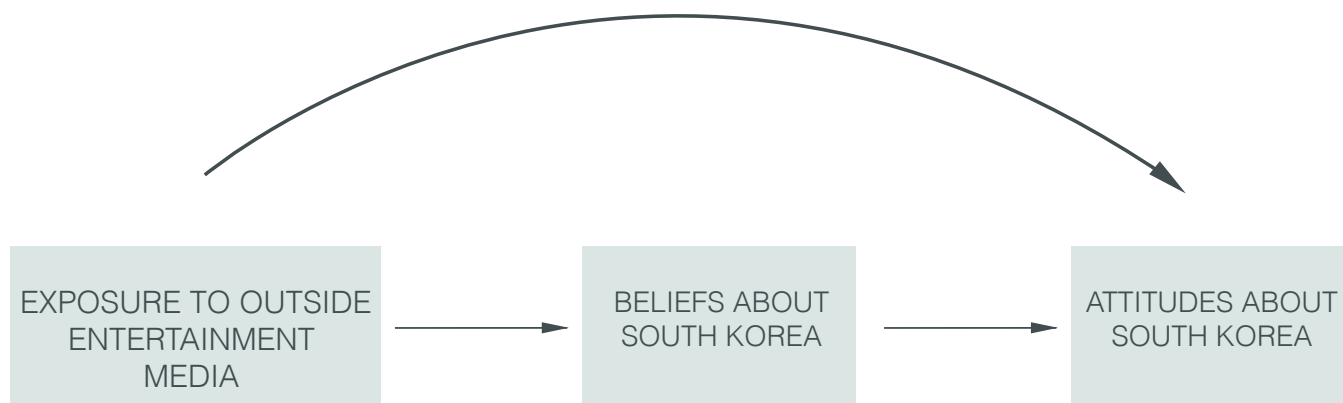 EXPOSURE TO OUTSIDE
ENTERTAINMENT
MEDIA
BELIEFS ABOUT
SOUTH KOREA
ATTITUDES ABOUT
SOUTH KOREA